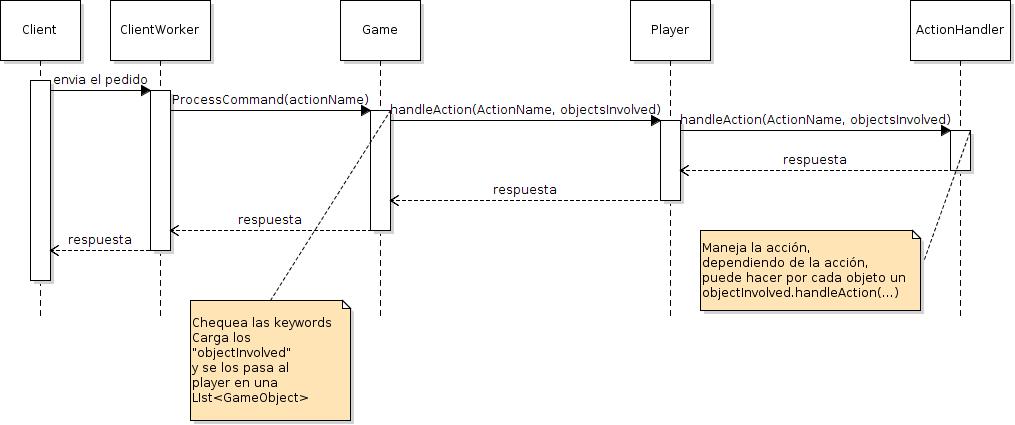 Client
ClientWorker
Game
Player
ActionHandler
envia el pedido
ProcessCommand(actionName)
handleAction(ActionName, objectsInvolved)
handleAction(ActionName, objectsInvolved)
respuesta
respuesta
respuesta
respuesta
Maneja la acción,
dependiendo de la acción,
puede hacer por cada objeto un
objectInvolved.handleAction(...)
Chequea las keywords
Carga los
"objectInvolved"
y se los pasa al
player en una
LIst<GameObject>